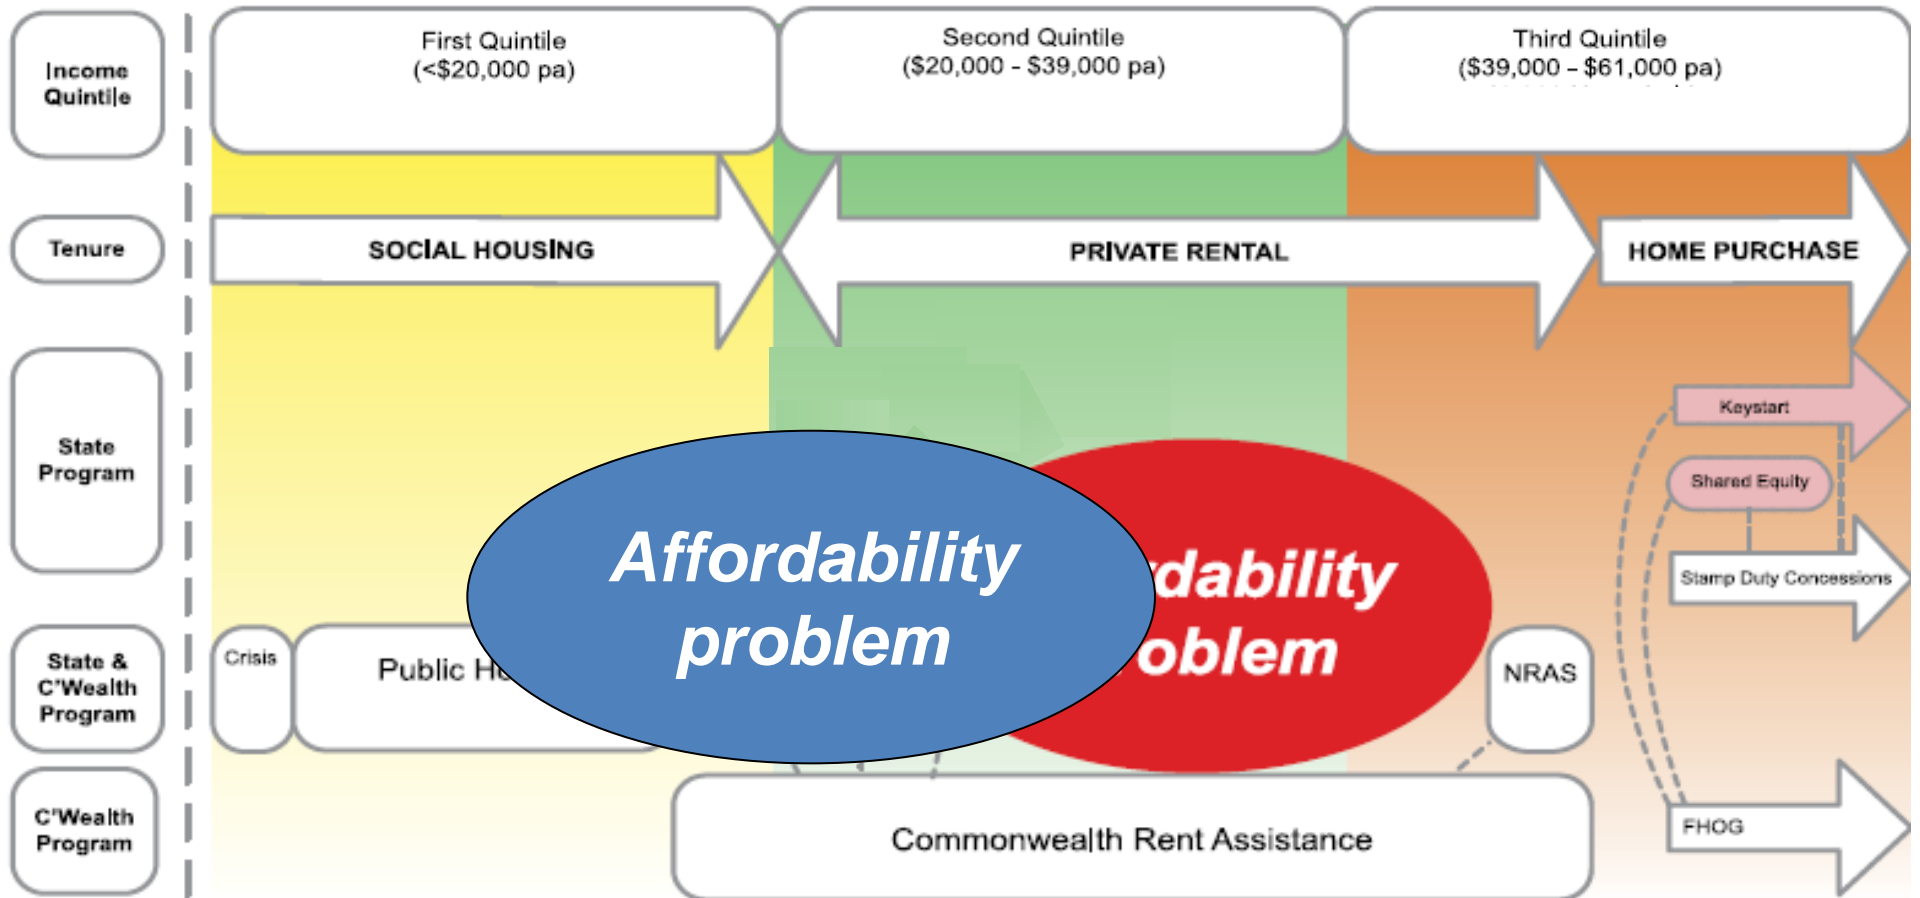 Income
Quintile
First Quintile
(<$20,000 pa)
Second Quintile
($20,000 - $39,000 pa)
Third Quintile
($39,000 – $61,000 pa)
Tenure
SOCIAL HOUSING
PRIVATE RENTAL
HOME PURCHASE
State
Program
Keystart
Shared Equity
Stamp Duty Concessions
Affordability
problem
dability
oblem
State &
C'Wealth
Program
Crisis
Public H
NRAS
C'Wealth
Program
Commonwealth Rent Assistance
FHOG